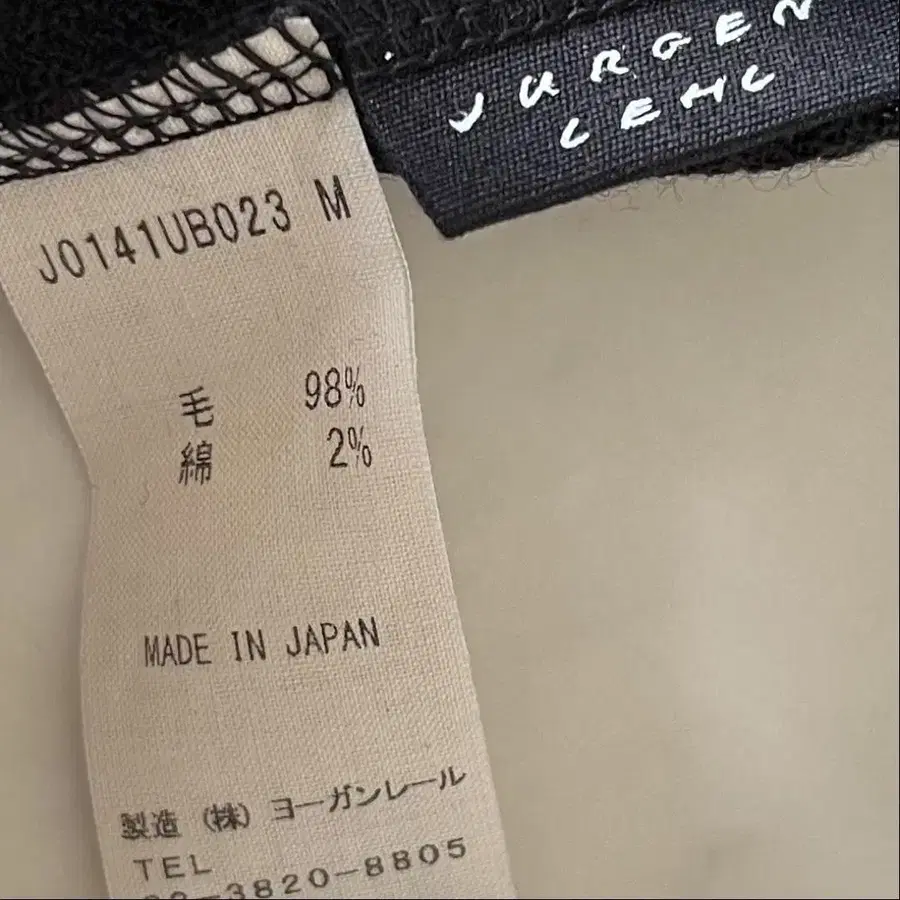 JURGEN
LEHL
J0141UB023 M
毛 98%
綿 2%
MADE IN JAPAN
製造 (株) ヨーガンレール
TEL
-3820-8805